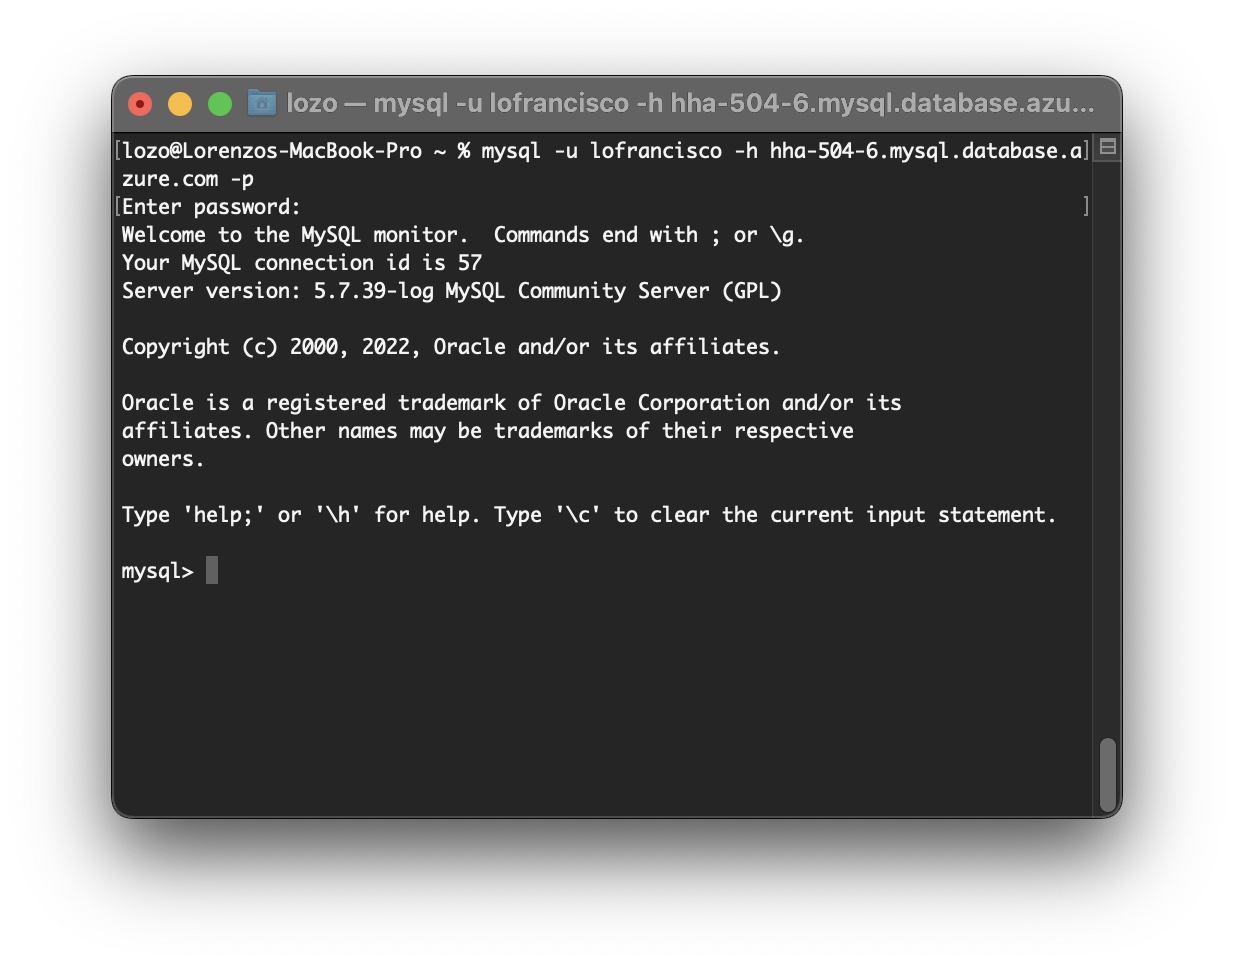 lozo — mysql -u lofrancisco -h hha-504-6.mysql.database.azu...
[lozo@Lorenzos-MacBook-Pro ~ % mysql -u lofrancisco -h hha-504-6.mysql.database.a]
zure.com -p
[Enter password: ]
Welcome to the MySQL monitor.  Commands end with ; or \g.
Your MySQL connection id is 57
Server version: 5.7.39-log MySQL Community Server (GPL)
Copyright (c) 2000, 2022, Oracle and/or its affiliates.
Oracle is a registered trademark of Oracle Corporation and/or its
affiliates. Other names may be trademarks of their respective
owners.
Type 'help;' or '\h' for help. Type '\c' to clear the current input statement.
mysql>